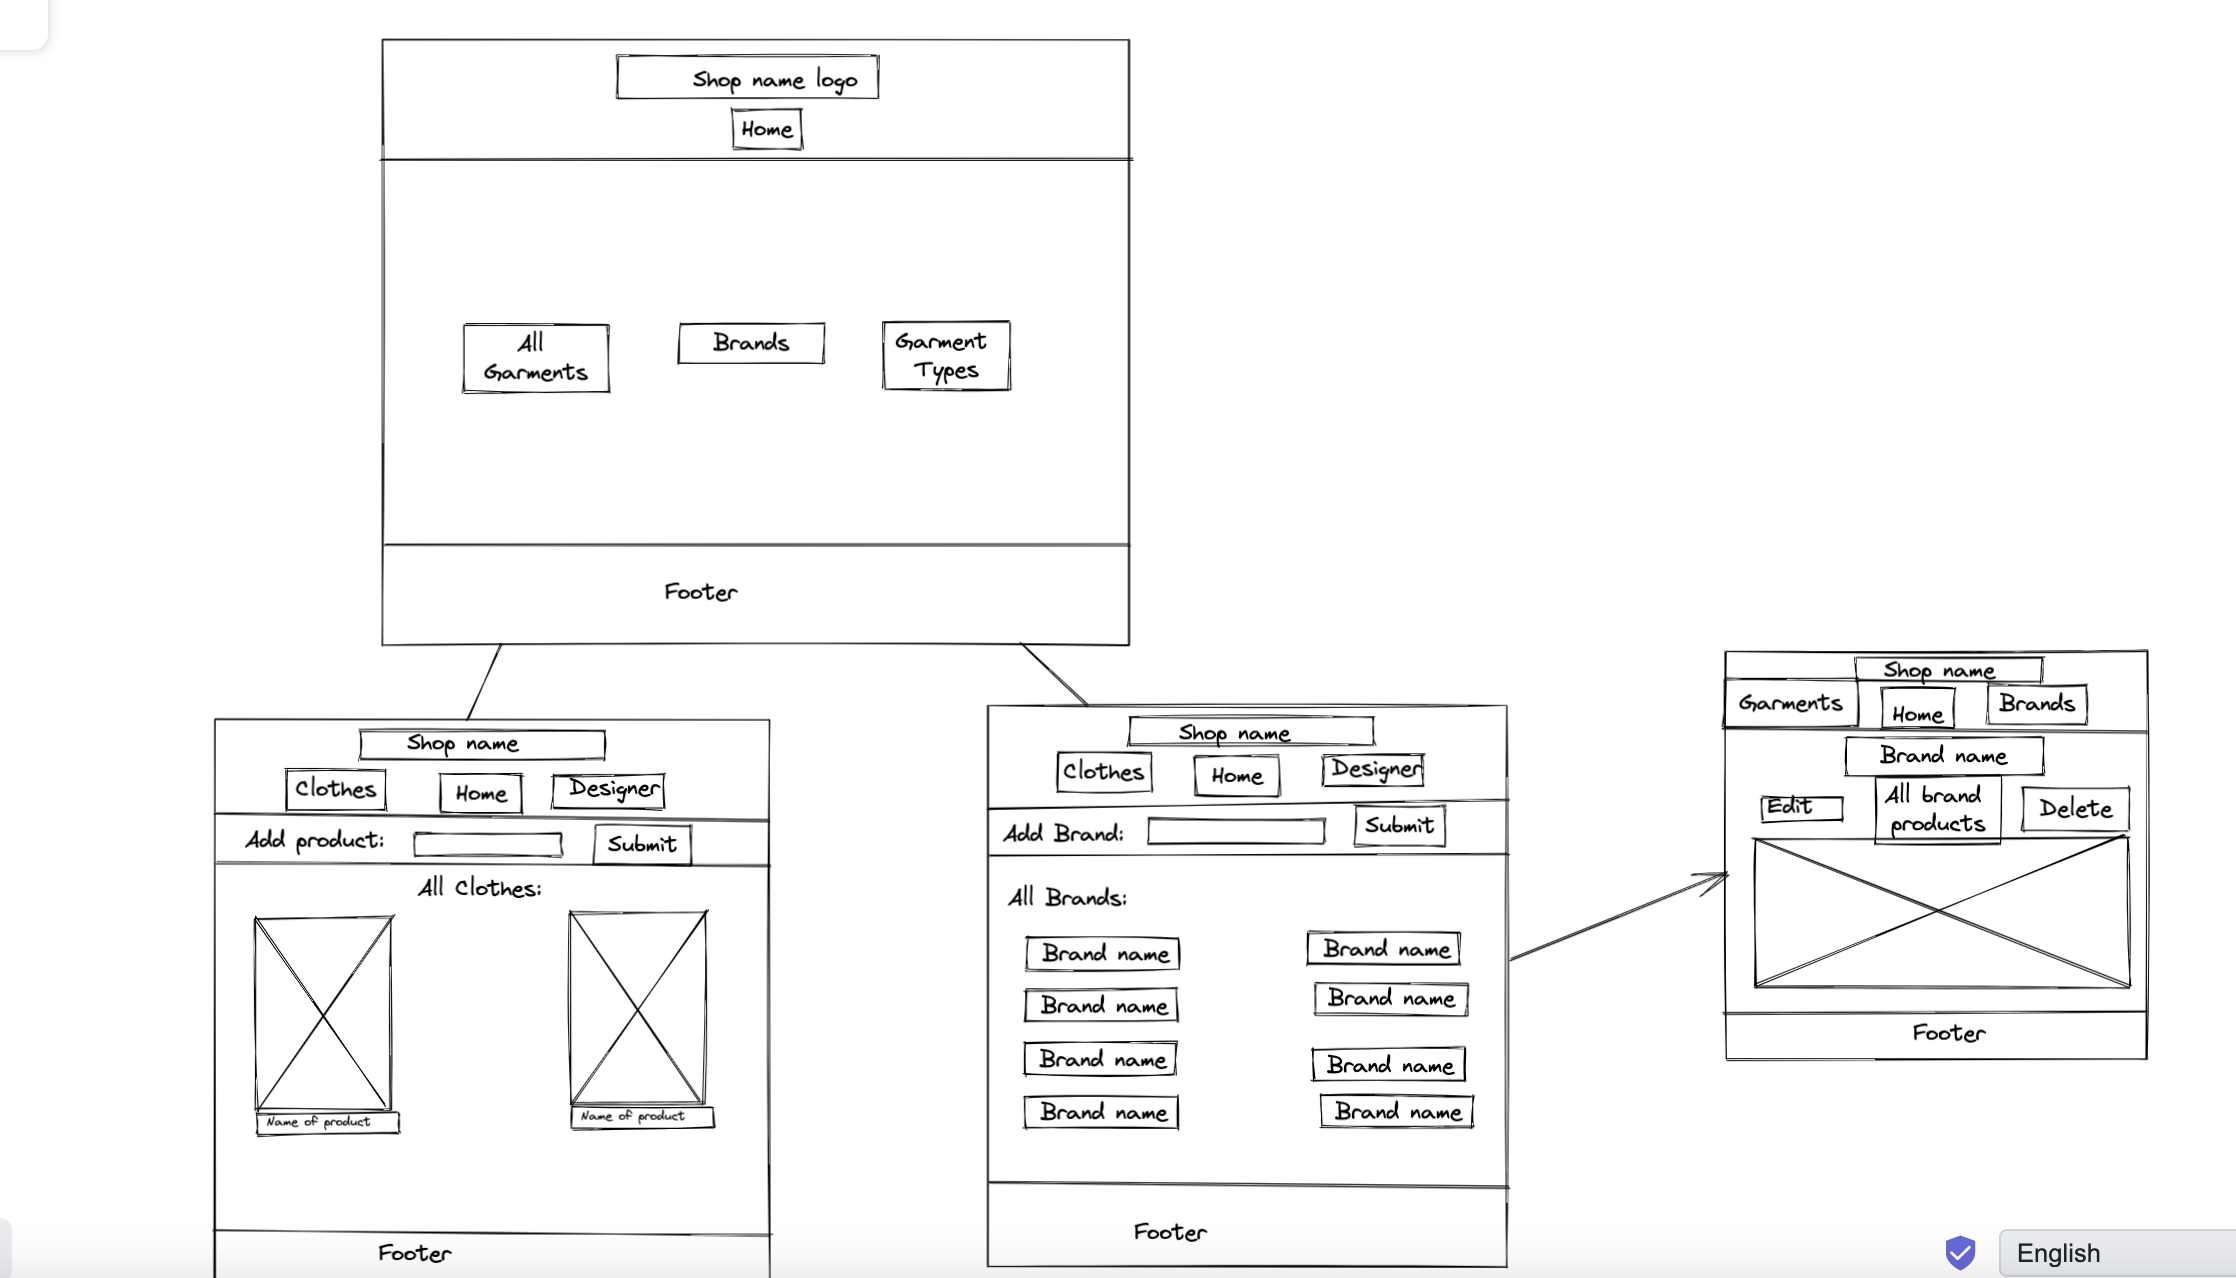 Shop name logo
Home
All
Garments
Brands
Garment
Types
Footer
Shop name
Clothes
Home
Designer
Add product:
Submit
All Clothes:
Name of product
Name of product
Footer
Shop name
Clothes
Home
Designer
Add Brand:
Submit
All Brands:
Brand name
Brand name
Brand name
Brand name
Brand name
Brand name
Brand name
Brand name
Footer
Shop name
Garments
Home
Brands
Brand name
Edit
All brand
products
Delete
Footer
English